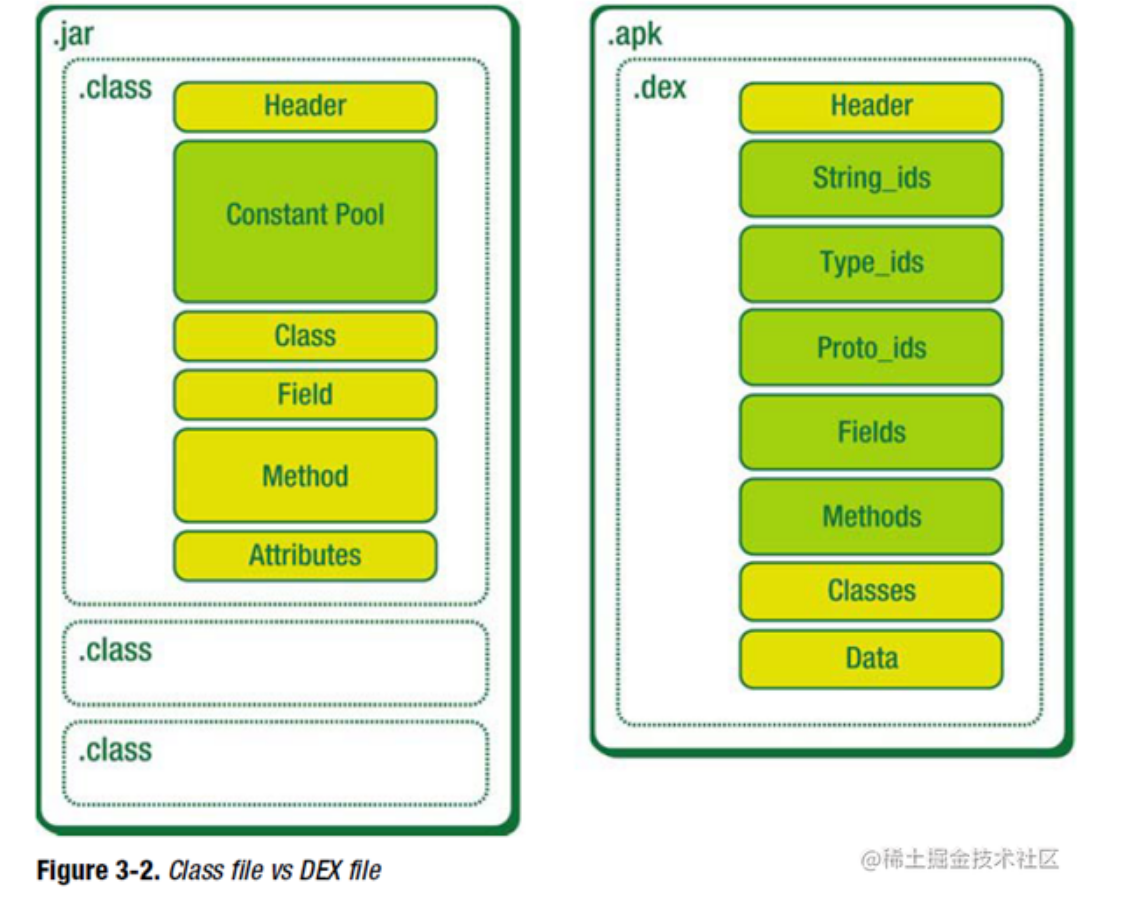 .jar
.class
Header
Constant Pool
Class
Field
Method
Attributes
.class
.class
.apk
.dex
Header
String_ids
Type_ids
Proto_ids
Fields
Methods
Classes
Data
Figure 3-2. Class file vs DEX file
@稀土掘金技术社区